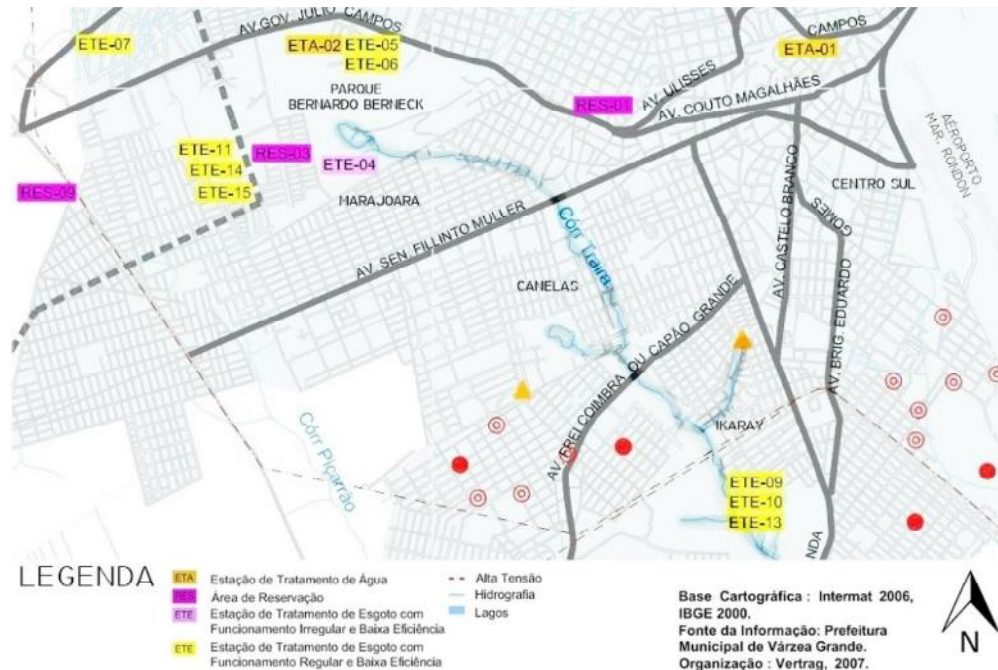 ETE-07
AV.GOV JULIO CAMPOS
ETA-02 ETE-05
ETE-06
CAMPOS
ETA-01
PARQUE
BERNARDO BERNECK
RES-01
AV. ULISSES
AV. COUTO MAGALHÃES
AÉROPORTO
MAR. RONDON
ETE-11
ETE-14
ETE-15
RES-03
ETE-04
RES-09
MARAJOARA
CENTRO SUL
AV. SEN. FILLINTO MULLER
Córr Traira
AV. CASTELO BRANCO
GOMES
AV. BRIG. EDUARDO
CANELAS
AV. FREI COIMBRA OU CAPÃO GRANDE
Córr Piçarrão
IKARAY
ETE-09
ETE-10
ETE-13
NDA
LEGENDA
ETA Estação de Tratamento de Água
RES Área de Reservação
ETE Estação de Tratamento de Esgoto com
Funcionamento Irregular e Baixa Eficiência
ETE Estação de Tratamento de Esgoto com
Funcionamento Regular e Baixa Eficiência
Alta Tensão
Hidrografia
Lagos
Base Cartográfica : Intermat 2006,
IBGE 2000.
Fonte da Informação: Prefeitura
Municipal de Várzea Grande.
Organização : Vertrag, 2007.
N